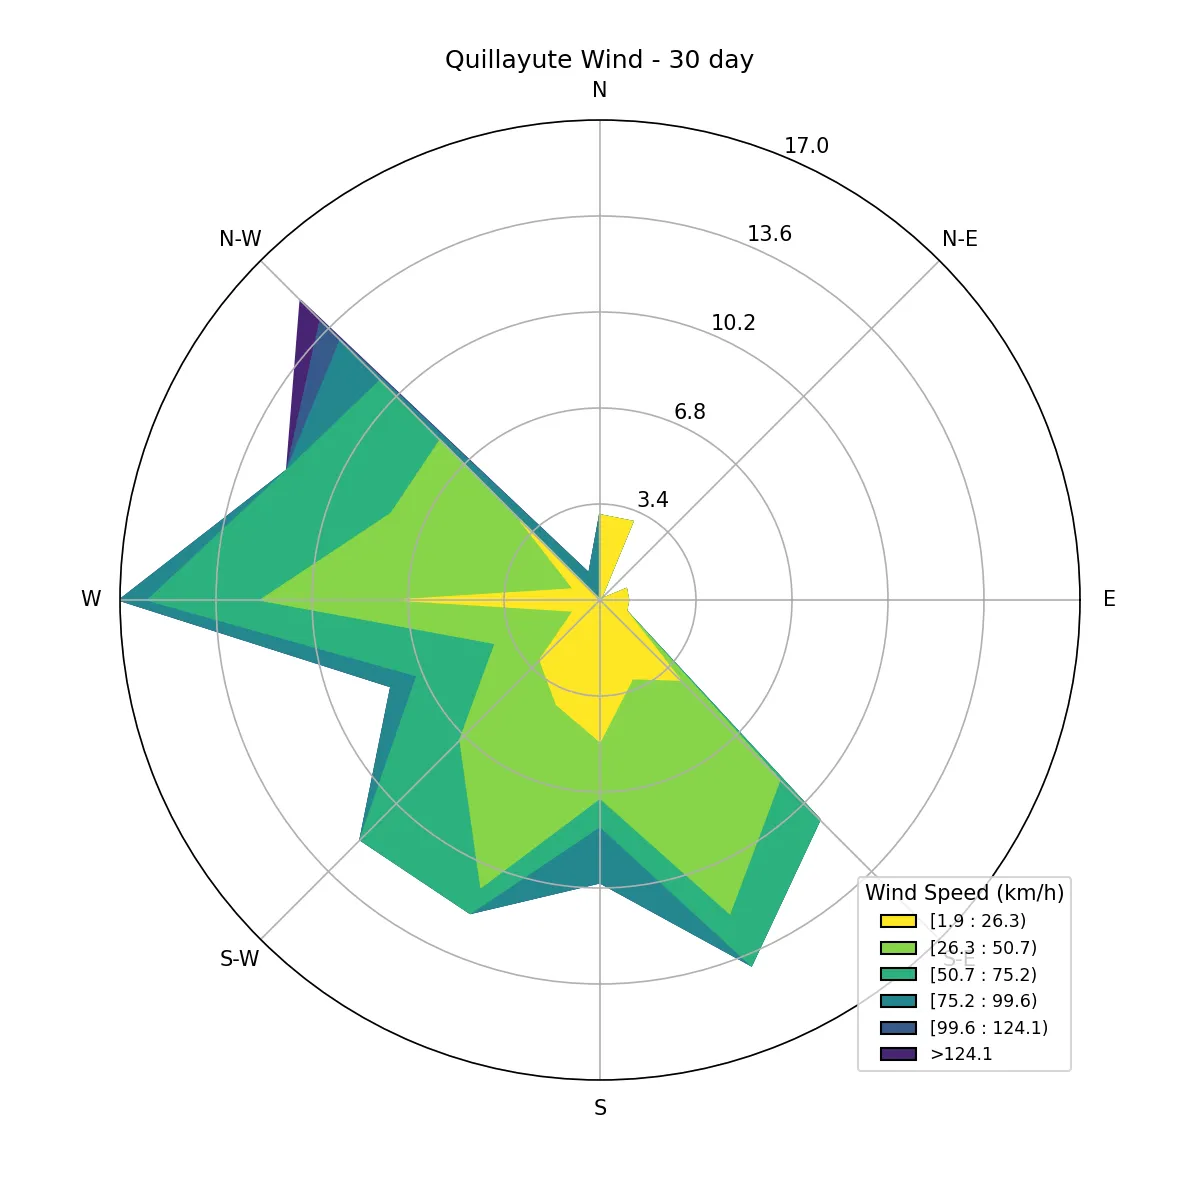 Quillayute Wind - 30 day
N
17.0
N-W
13.6
N-E
10.2
6.8
3.4
W
E
S-W
S-E
S
Wind Speed (km/h)
[1.9 : 26.3)
[26.3 : 50.7)
[50.7 : 75.2)
[75.2 : 99.6)
[99.6 : 124.1)
>124.1